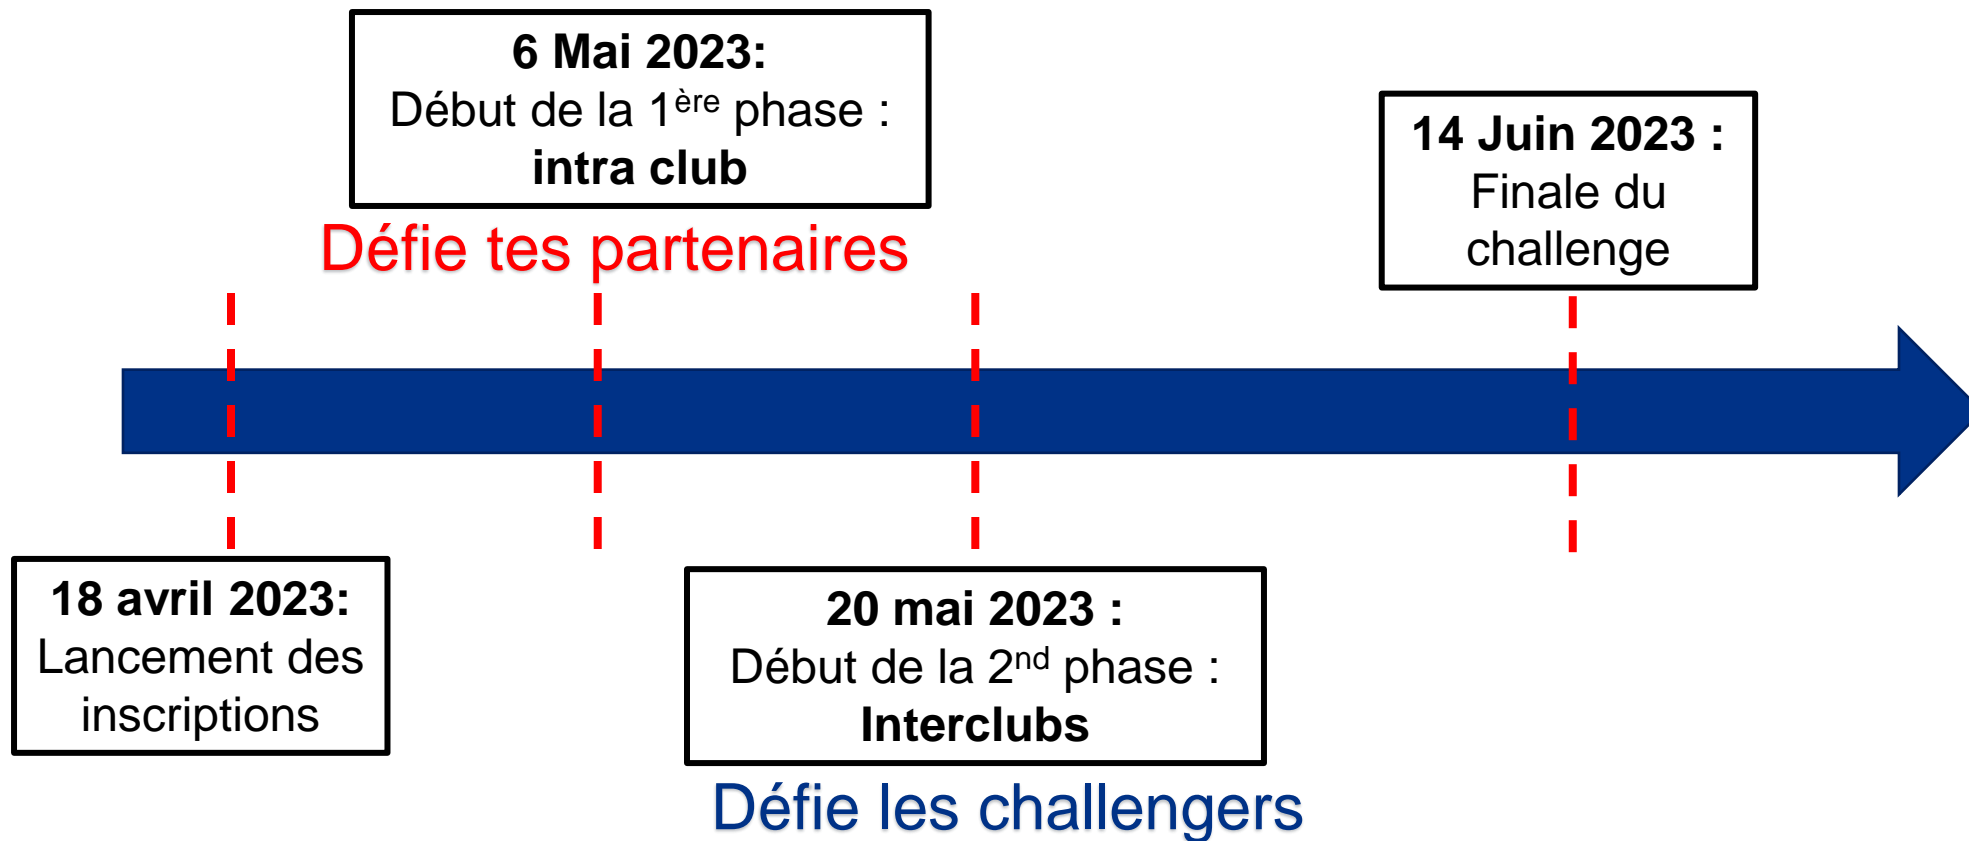 6 Mai 2023:
Début de la 1ère phase :
intra club
Défie tes partenaires
14 Juin 2023 :
Finale du
challenge
18 avril 2023:
Lancement des
inscriptions
20 mai 2023 :
Début de la 2nd phase :
Interclubs
Défie les challengers